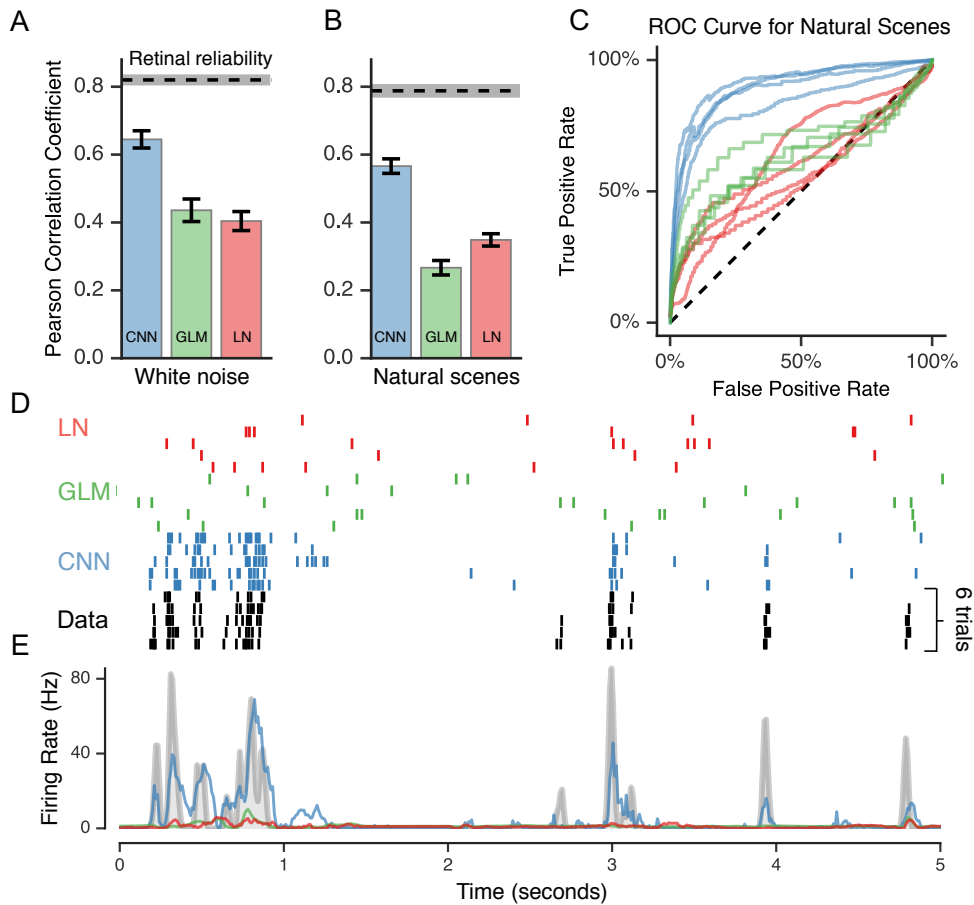 A
Pearson Correlation Coefficient
0.8
0.6
0.4
0.2
0.0
Retinal reliability
CNN
GLM
LN
White noise
B
0.8
0.6
0.4
0.2
0.0
CNN
GLM
LN
Natural scenes
C
ROC Curve for Natural Scenes
True Positive Rate
100%
50%
0%
0%
50%
100%
False Positive Rate
D
LN
GLM
CNN
Data
6 trials
E
Firing Rate (Hz)
80
40
0
0
1
2
3
4
5
Time (seconds)